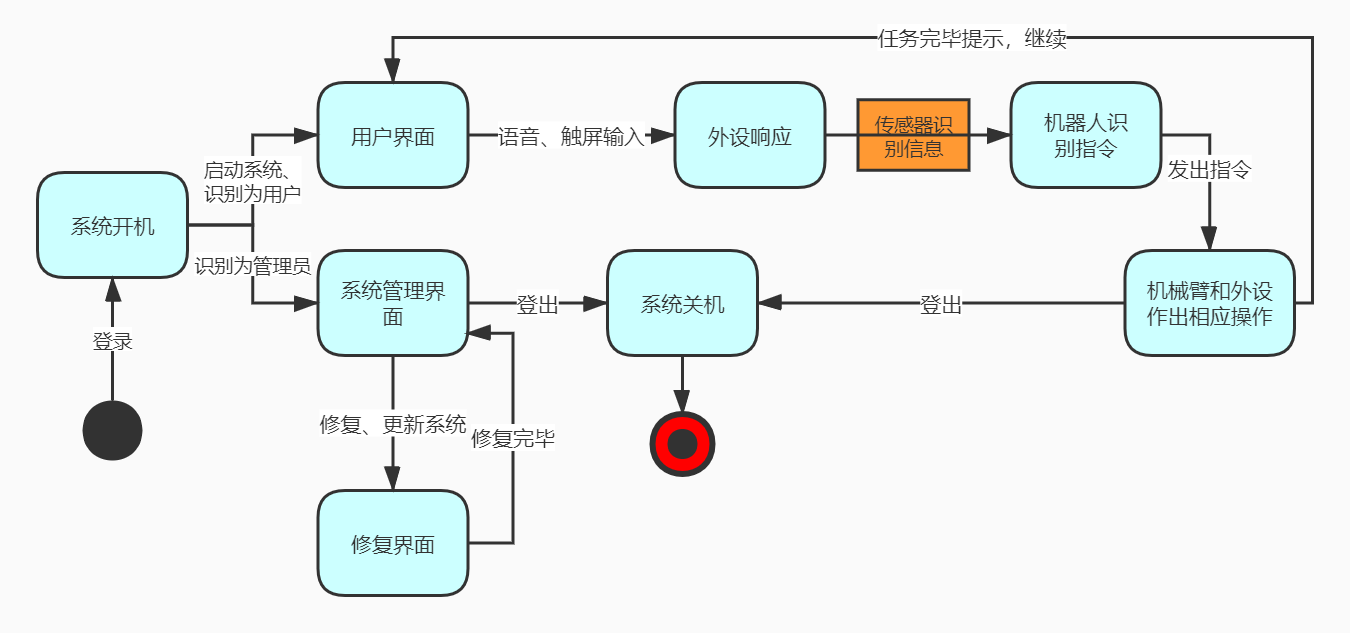 任务完毕提示，继续
用户界面
语音、触屏输入
外设响应
传感器识
别信息
机器人识
别指令
启动系统、
识别为用户
发出指令
系统开机
识别为管理员
系统管理界
面
登出
系统关机
登出
机械臂和外设
作出相应操作
登录
修复、更新系统
修复完毕
修复界面